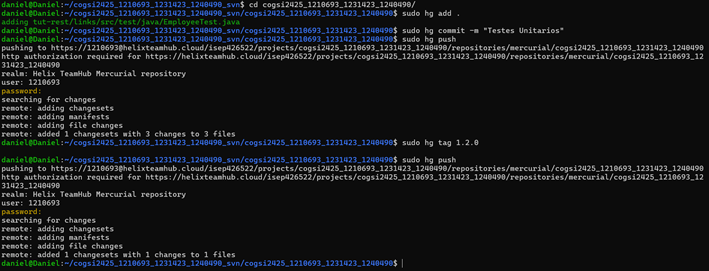 daniel@Daniel:~/cogsi2425_1210693_1231423_1240490_svn$ cd cogsi2425_1210693_1231423_1240490/
daniel@Daniel:~/cogsi2425_1210693_1231423_1240490_svn/cogsi2425_1210693_1231423_1240490$ sudo hg add .
adding tut-rest/links/src/test/java/EmployeeTest.java
daniel@Daniel:~/cogsi2425_1210693_1231423_1240490_svn/cogsi2425_1210693_1231423_1240490$ sudo hg commit -m "Testes Unitarios"
daniel@Daniel:~/cogsi2425_1210693_1231423_1240490_svn/cogsi2425_1210693_1231423_1240490$ sudo hg push
pushing to https://1210693@helixteamhub.cloud/isep426522/projects/cogsi2425_1210693_1231423_1240490/repositories/mercurial/cogsi2425_1210693_1231423_1240490
http authorization required for https://helixteamhub.cloud/isep426522/projects/cogsi2425_1210693_1231423_1240490/repositories/mercurial/cogsi2425_1210693_12
31423_1240490
realm: Helix TeamHub Mercurial repository
user: 1210693
password:
searching for changes
remote: adding changesets
remote: adding manifests
remote: adding file changes
remote: added 1 changesets with 3 changes to 3 files
daniel@Daniel:~/cogsi2425_1210693_1231423_1240490_svn/cogsi2425_1210693_1231423_1240490$ sudo hg tag 1.2.0
daniel@Daniel:~/cogsi2425_1210693_1231423_1240490_svn/cogsi2425_1210693_1231423_1240490$ sudo hg push
pushing to https://1210693@helixteamhub.cloud/isep426522/projects/cogsi2425_1210693_1231423_1240490/repositories/mercurial/cogsi2425_1210693_1231423_1240490
http authorization required for https://helixteamhub.cloud/isep426522/projects/cogsi2425_1210693_1231423_1240490/repositories/mercurial/cogsi2425_1210693_12
31423_1240490
realm: Helix TeamHub Mercurial repository
user: 1210693
password:
searching for changes
remote: adding changesets
remote: adding manifests
remote: adding file changes
remote: added 1 changesets with 1 changes to 1 files
daniel@Daniel:~/cogsi2425_1210693_1231423_1240490_svn/cogsi2425_1210693_1231423_1240490$